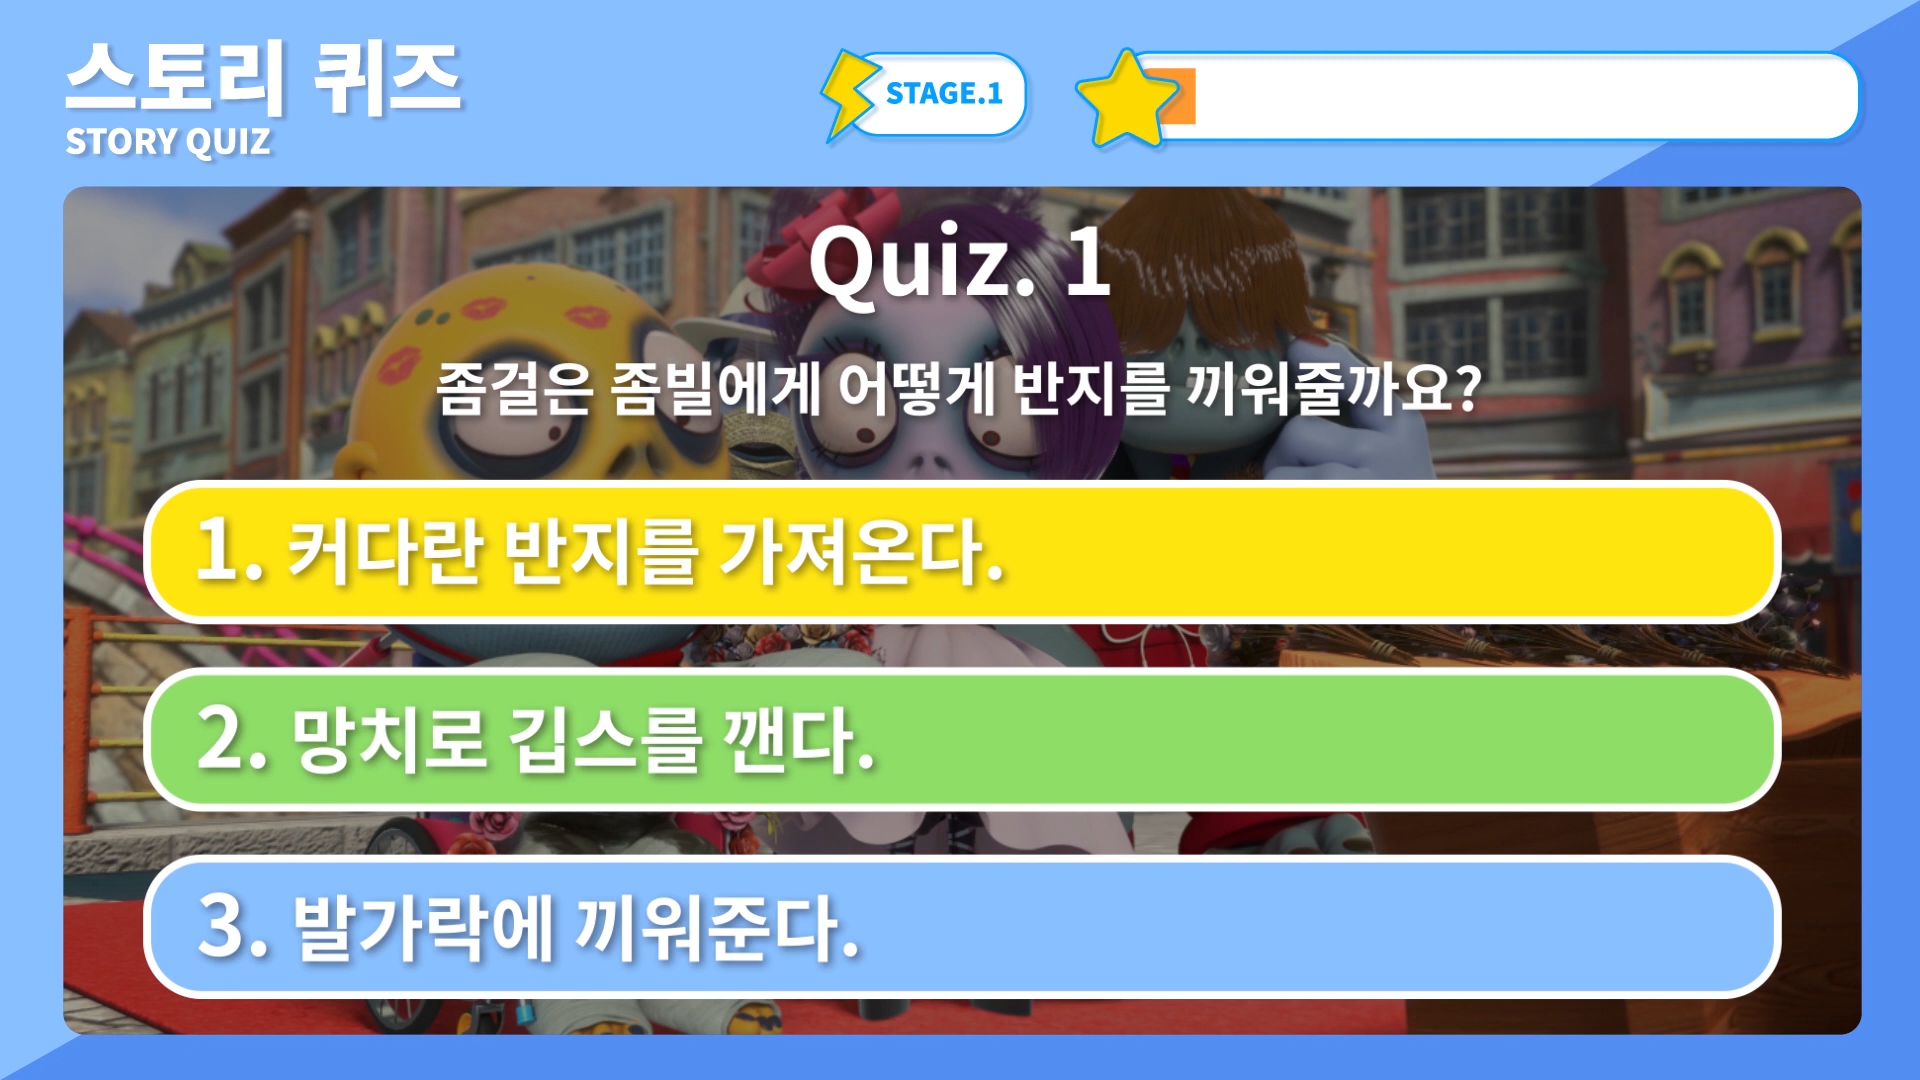 스토리 퀴즈
STORY QUIZ
STAGE.1
Quiz. 1
좀걸은 좀빌에게 어떻게 반지를 끼워줄까요?
1. 커다란 반지를 가져온다.
2. 망치로 깁스를 깬다.
3. 발가락에 끼워준다.